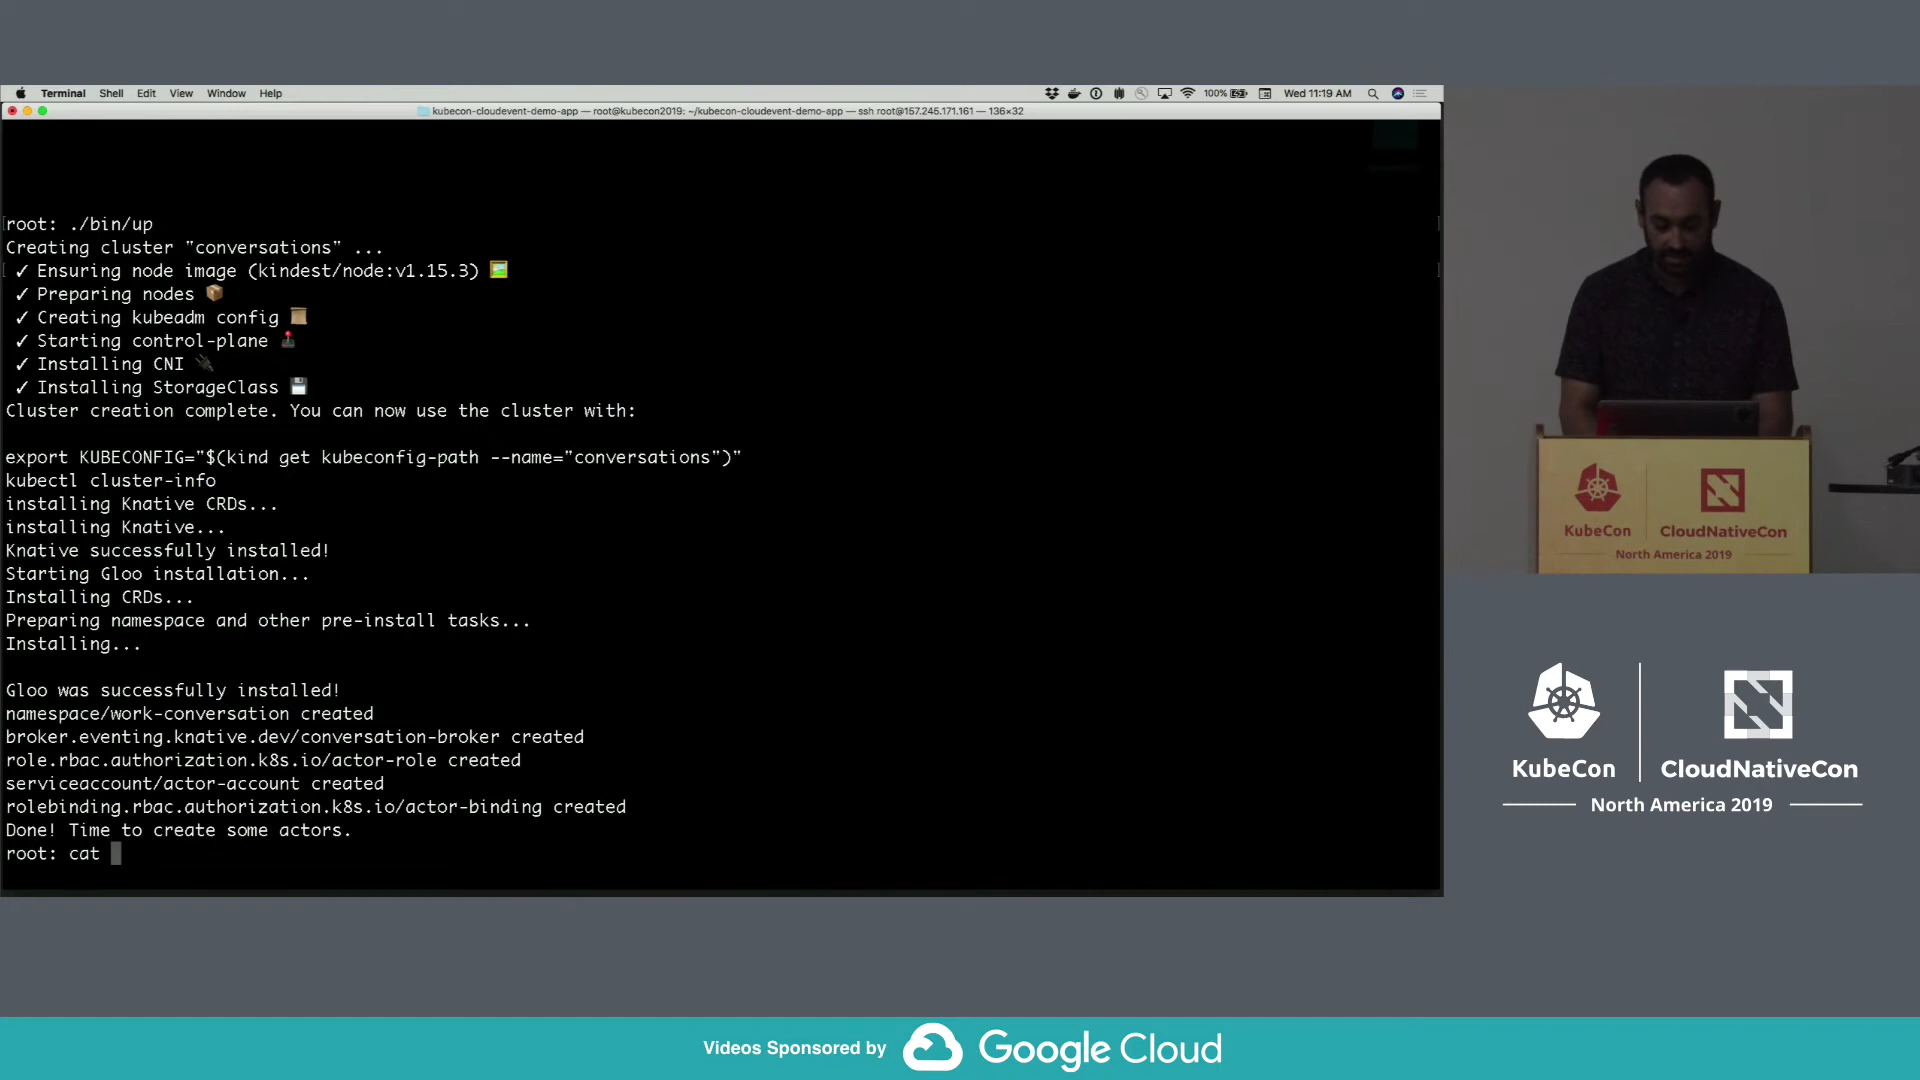 Terminal Shell Edit View Window Help 100% Wed 11:19 AM
kubecon-cloudevent-demo-app — root@kubecon2019: ~/kubecon-cloudevent-demo-app — ssh root@157.245.171.161 — 136×32
root: ./bin/up
Creating cluster "conversations" ...
✓ Ensuring node image (kindest/node:v1.15.3) 🖼
✓ Preparing nodes 📦
✓ Creating kubeadm config 📜
✓ Starting control-plane 🕹
✓ Installing CNI 🔌
✓ Installing StorageClass 💾
Cluster creation complete. You can now use the cluster with:
export KUBECONFIG="$(kind get kubeconfig-path --name="conversations")"
kubectl cluster-info
installing Knative CRDs...
installing Knative...
Knative successfully installed!
Starting Gloo installation...
Installing CRDs...
Preparing namespace and other pre-install tasks...
Installing...
Gloo was successfully installed!
namespace/work-conversation created
broker.eventing.knative.dev/conversation-broker created
role.rbac.authorization.k8s.io/actor-role created
serviceaccount/actor-account created
rolebinding.rbac.authorization.k8s.io/actor-binding created
Done! Time to create some actors.
root: cat
KubeCon CloudNativeCon
North America 2019
KubeCon CloudNativeCon
North America 2019
Videos Sponsored by Google Cloud